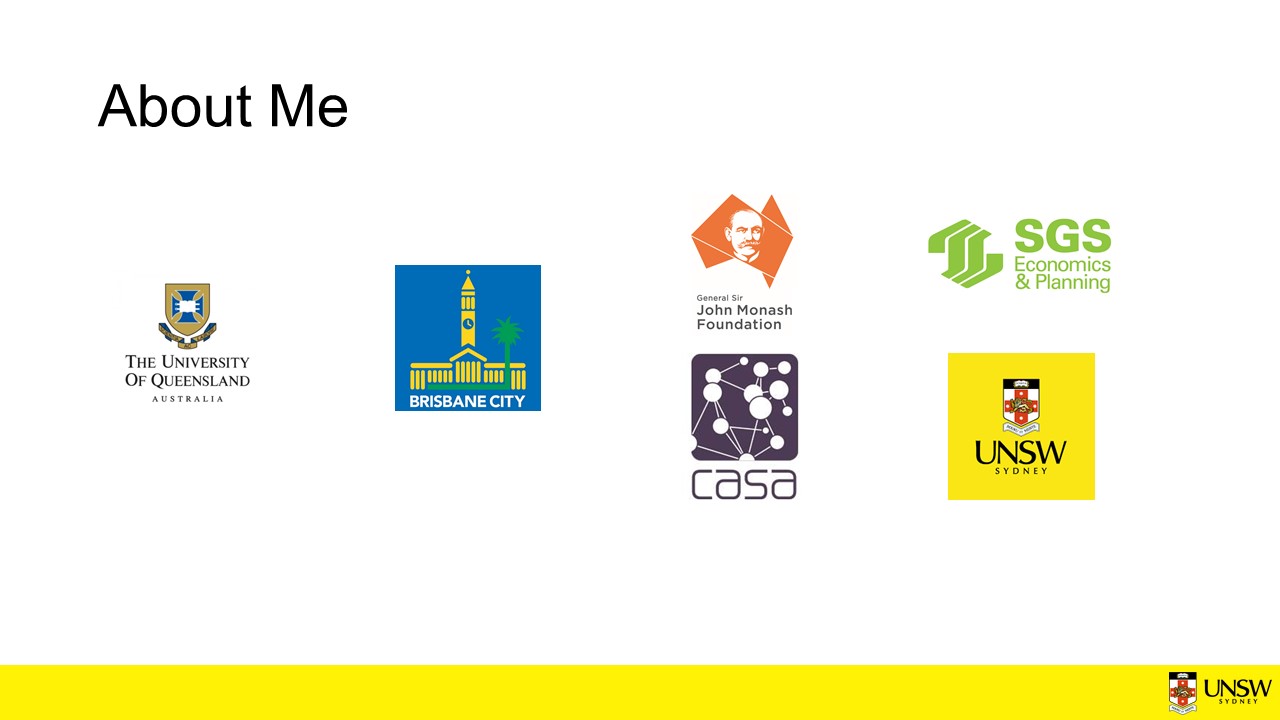 About Me
THE UNIVERSITY
OF QUEENSLAND
AUSTRALIA
BRISBANE CITY
General Sir
John Monash
Foundation
casa
SGS
Economics
& Planning
UNSW
SYDNEY
UNSW
SYDNEY